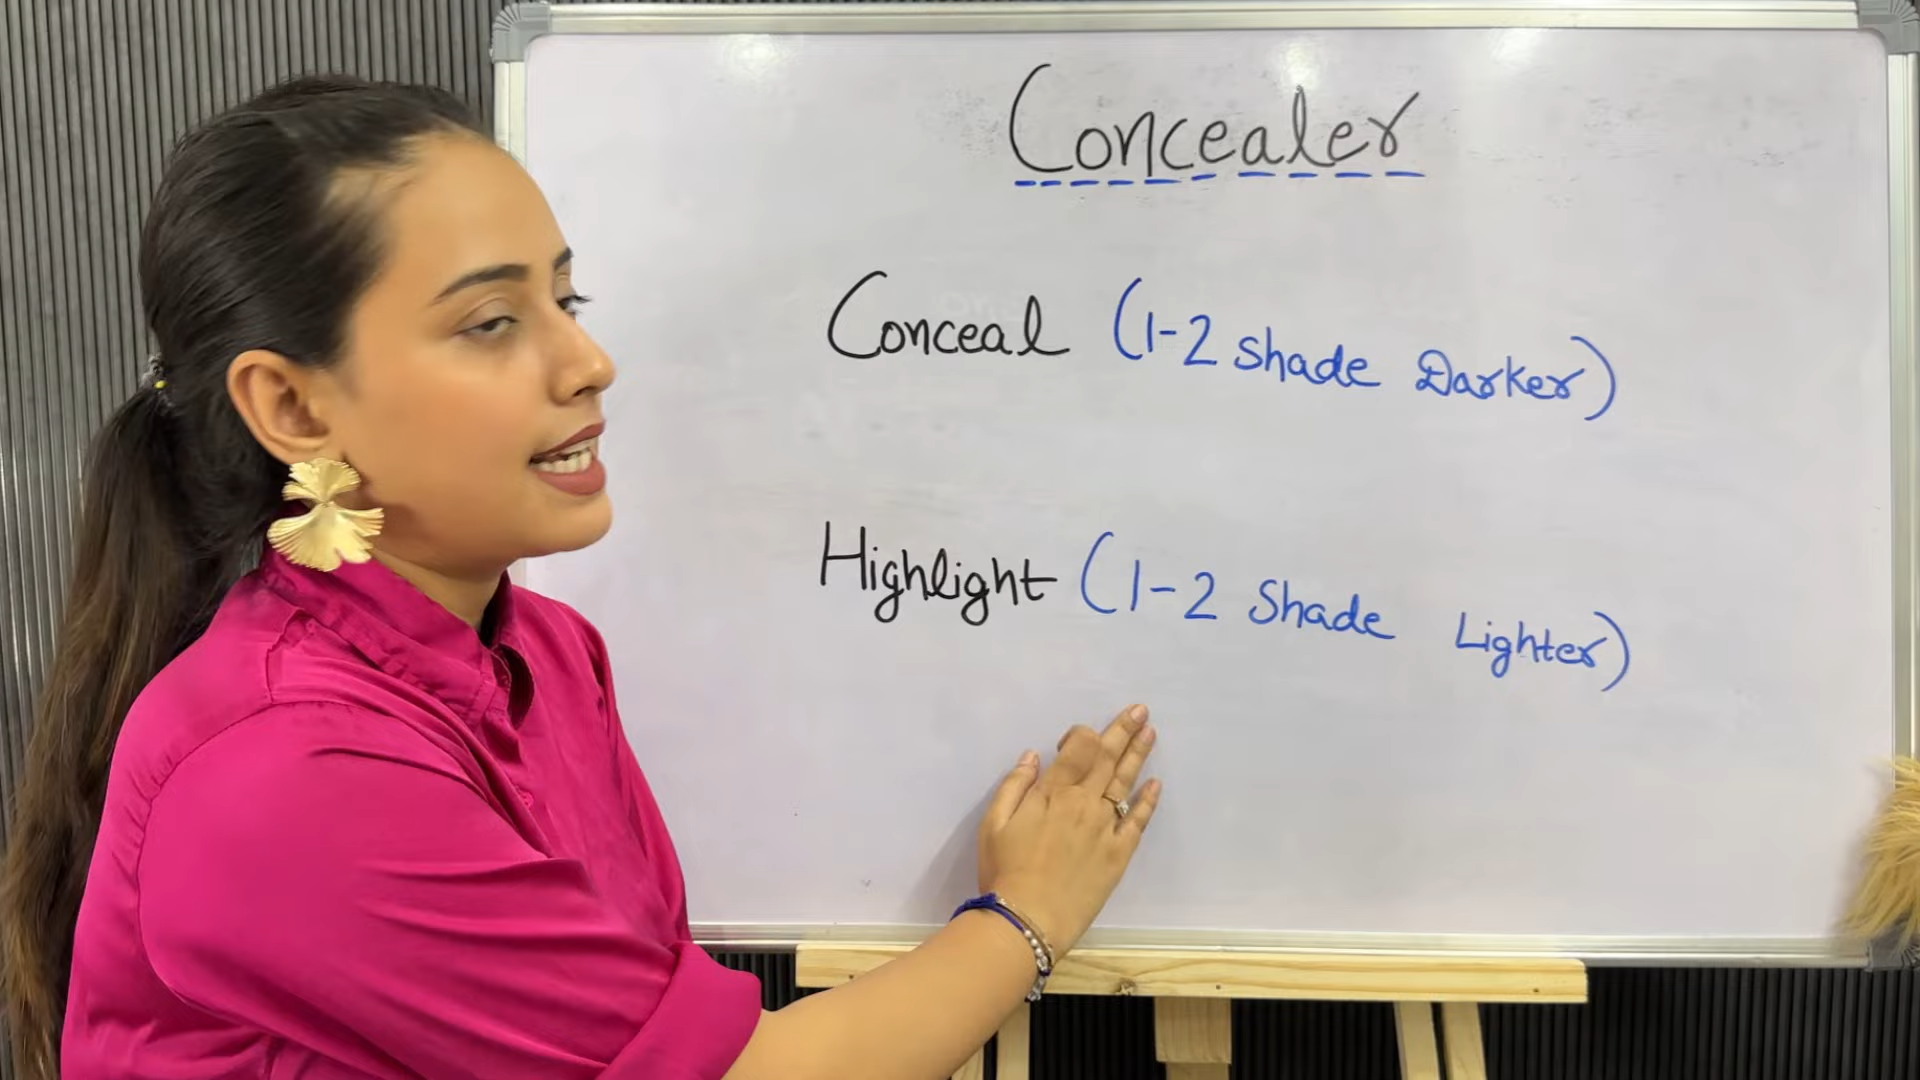 Concealer
Conceal (1-2 shade Darker)
Highlight (1-2 Shade Lighter)